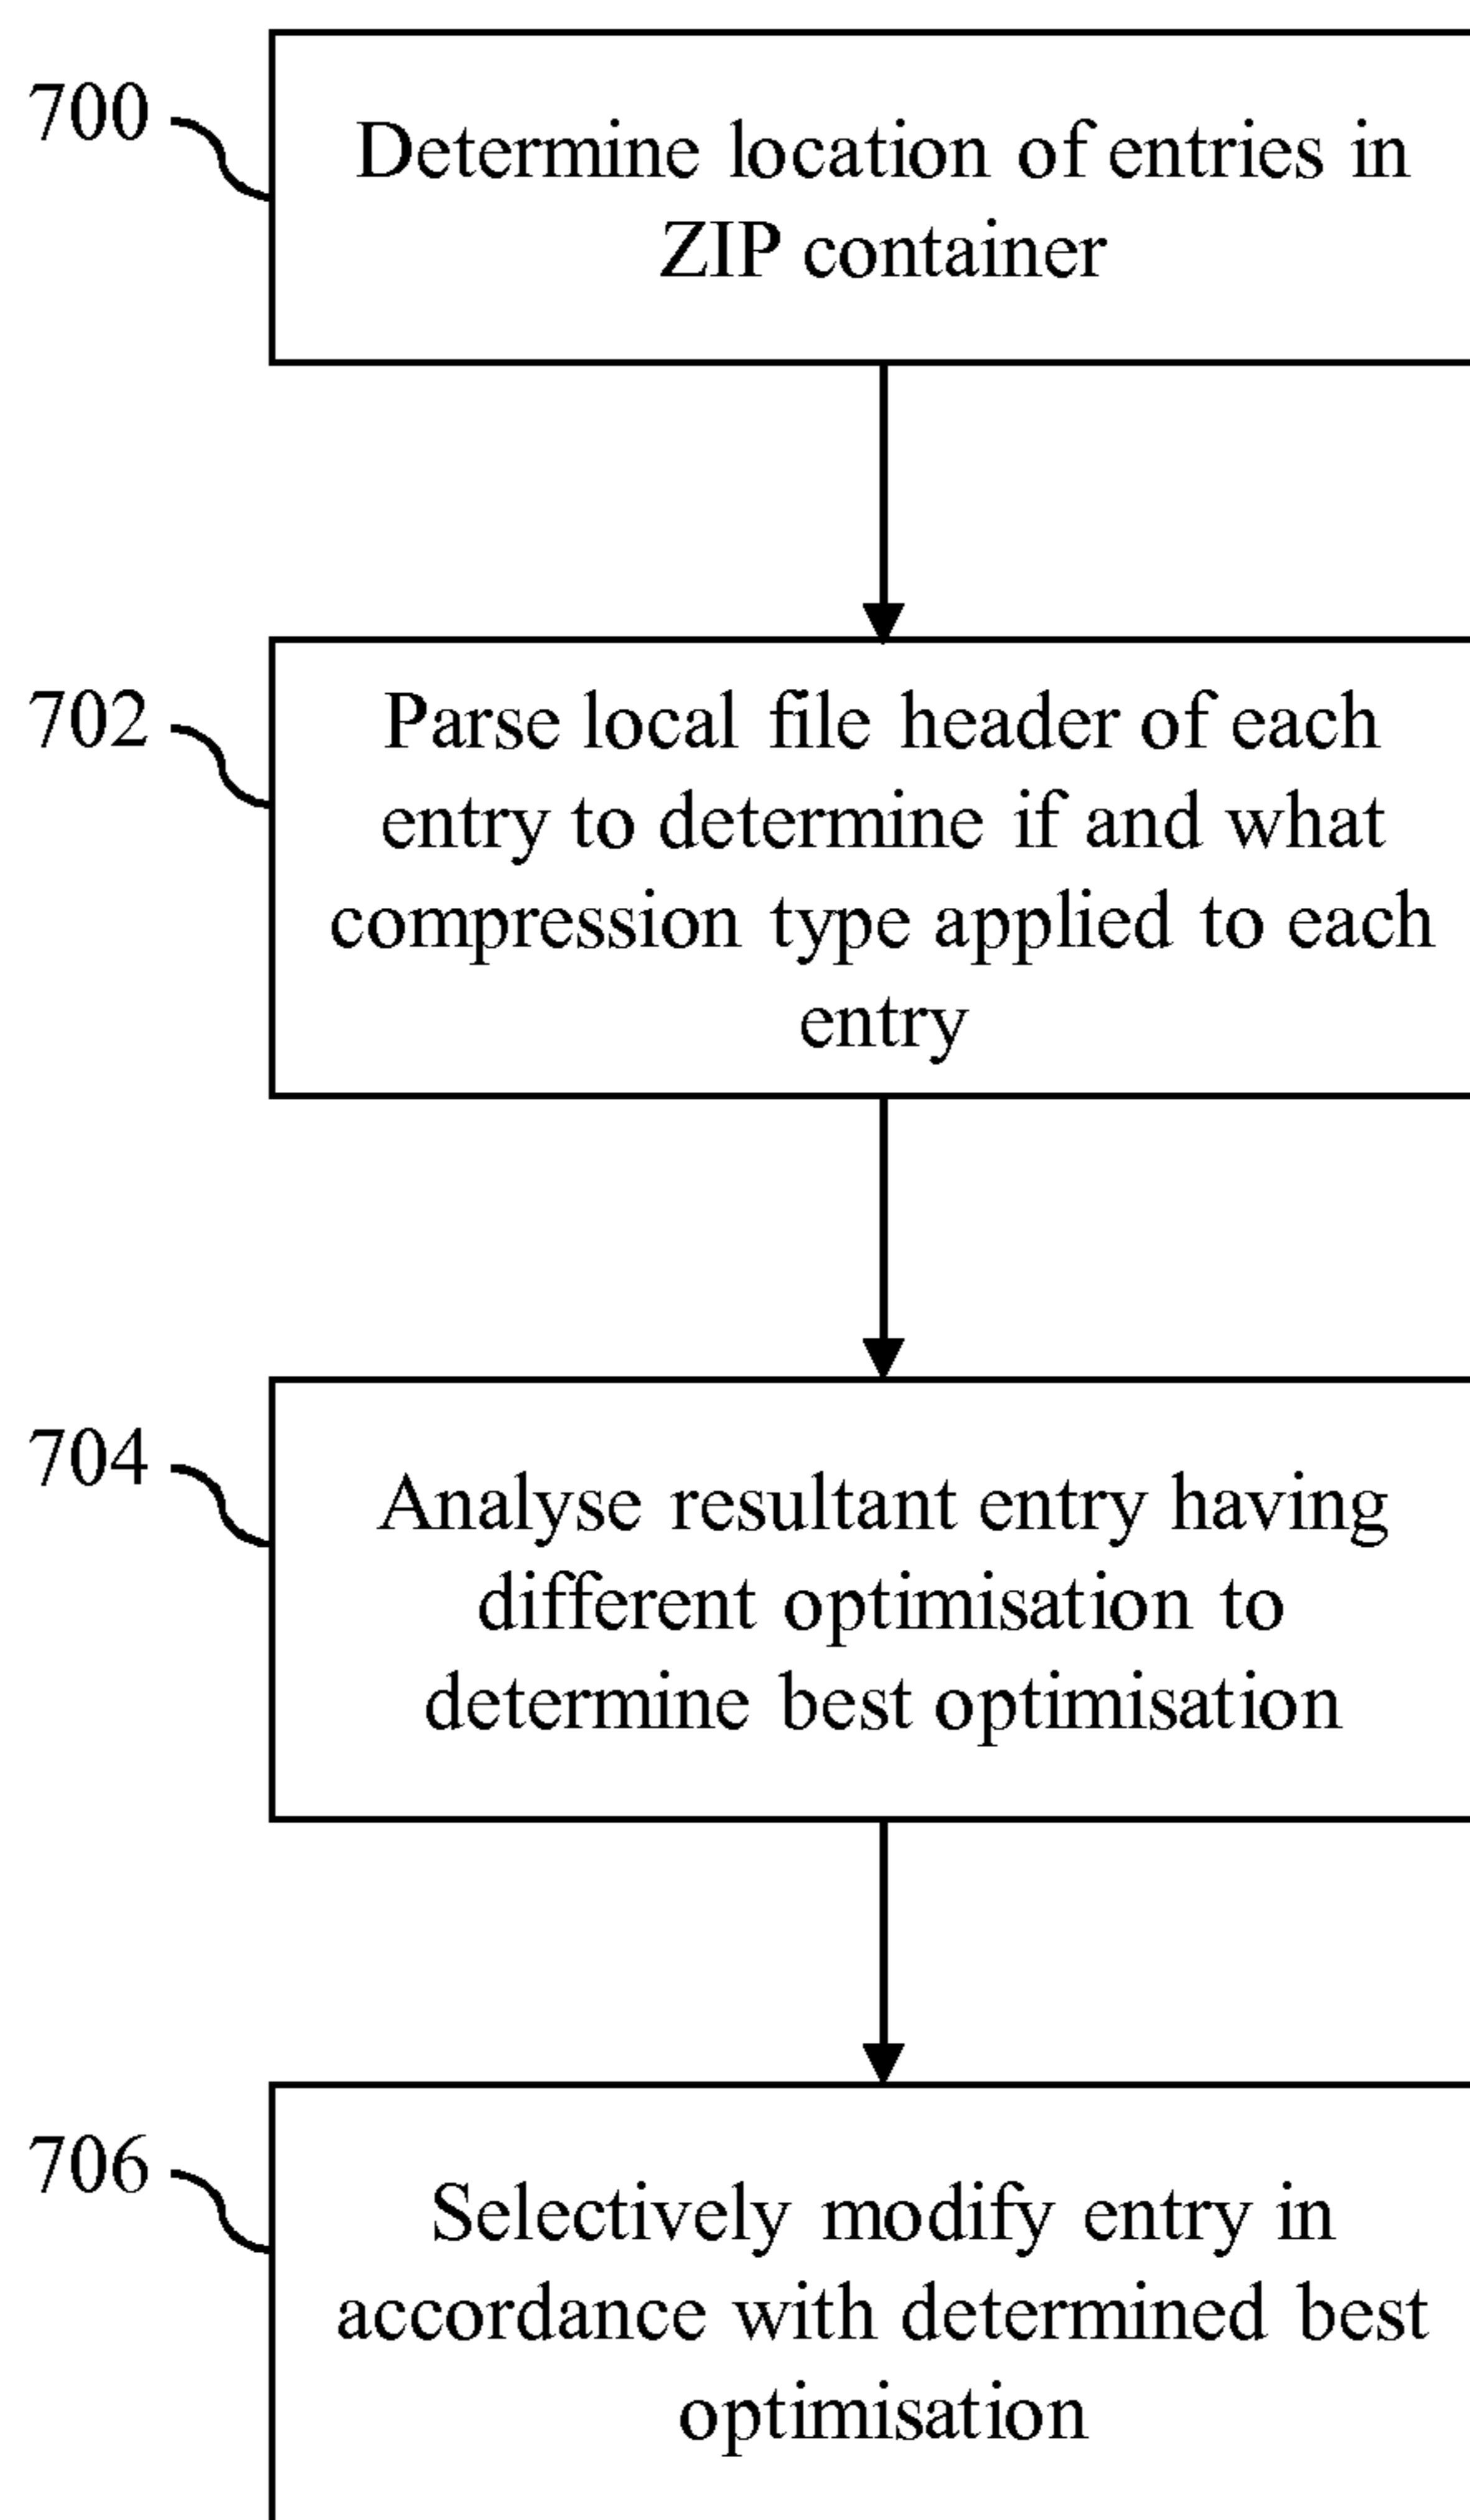 700
Determine location of entries in
ZIP container
702
Parse local file header of each
entry to determine if and what
compression type applied to each
entry
704
Analyse resultant entry having
different optimisation to
determine best optimisation
706
Selectively modify entry in
accordance with determined best
optimisation